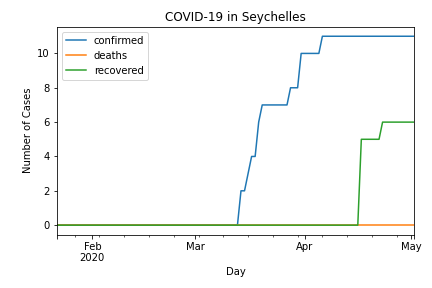 COVID-19 in Seychelles
confirmed
deaths
recovered
Number of Cases
10
8
6
4
2
0
Feb
2020
Mar
Apr
May
Day